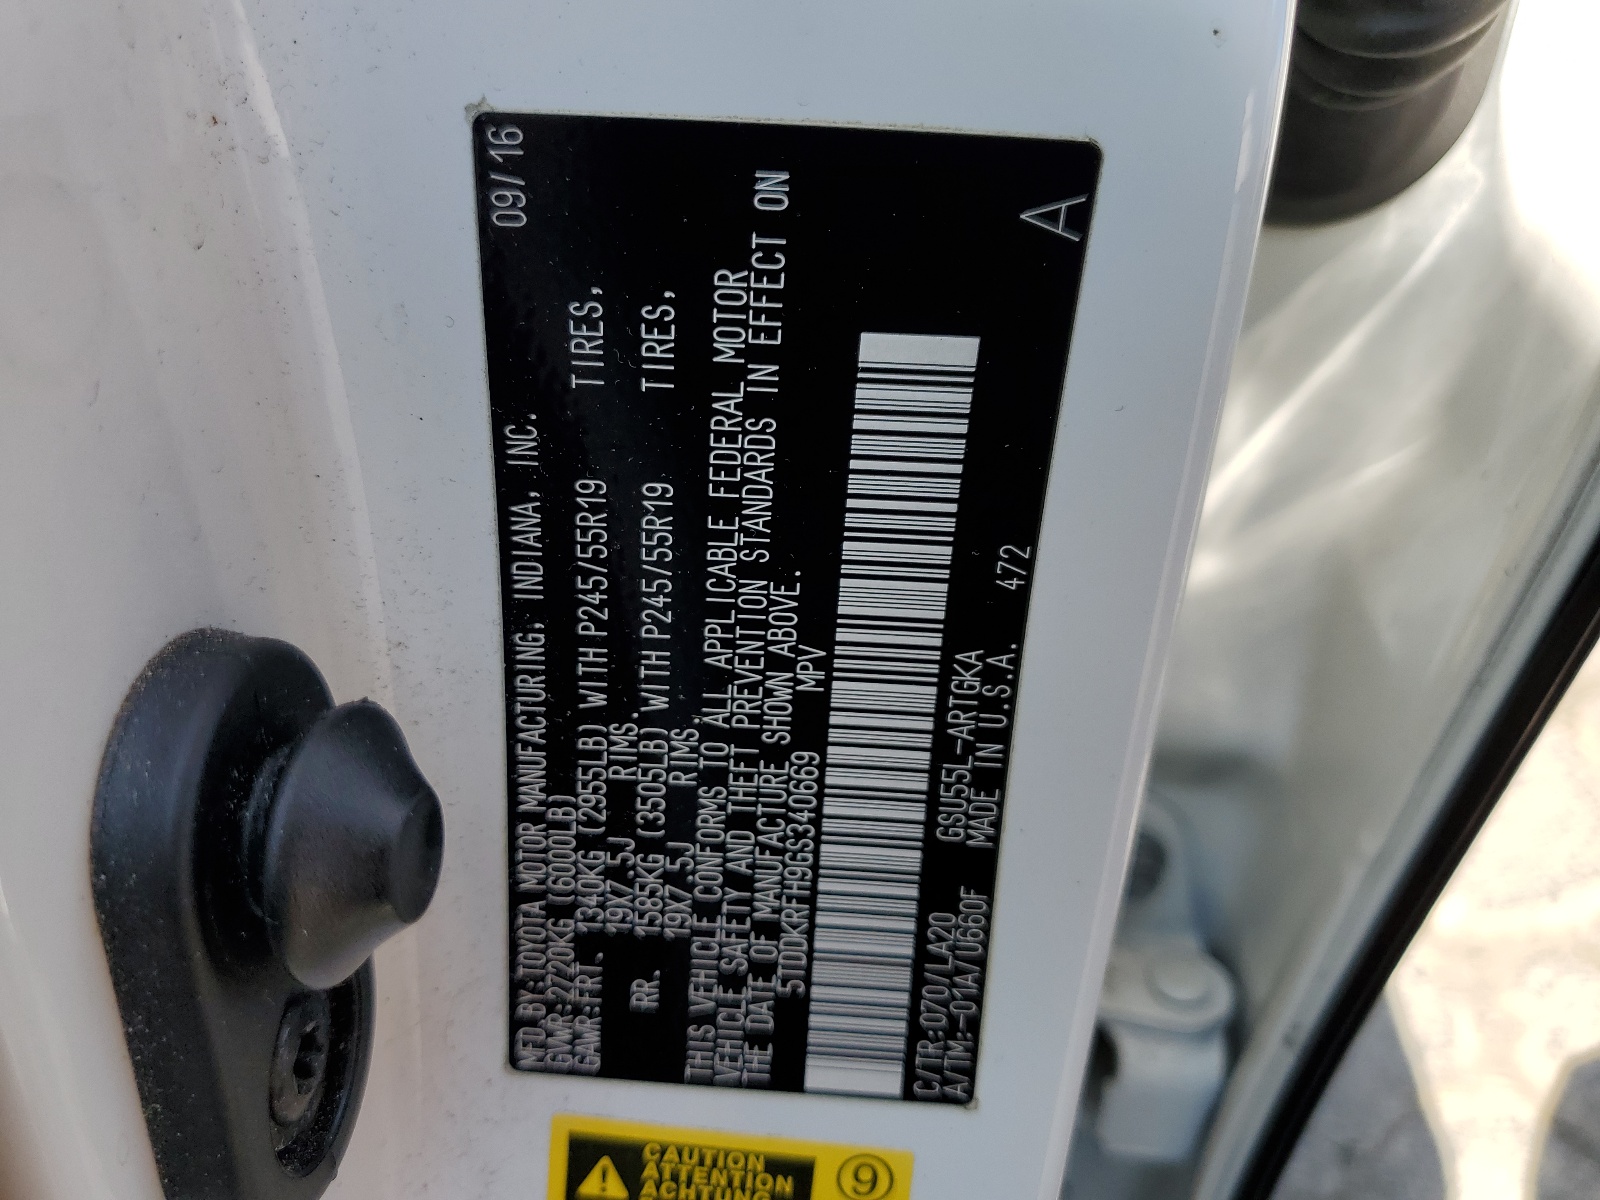 MFD.BY:TOYOTA MOTOR MANUFACTURING, INDIANA, INC. 09/16
GVWR:2720KG (6000LB)
GAWR:FRT. 1340KG (2955LB) WITH P245/55R19 TIRES,
19X7.5J RIMS.
RR. 1585KG (3505LB) WITH P245/55R19 TIRES,
19X7.5J RIMS.
THIS VEHICLE CONFORMS TO ALL APPLICABLE FEDERAL MOTOR
VEHICLE SAFETY AND THEFT PREVENTION STANDARDS IN EFFECT ON
THE DATE OF MANUFACTURE SHOWN ABOVE.
5TDDKRFH9GS340669 MPV
C/TR:070/LA20 GSU55L-ARTGKA
A/TM:-01A/U660F MADE IN U.S.A. 472
A
CAUTION
ATTENTION
ACHTUNG
9